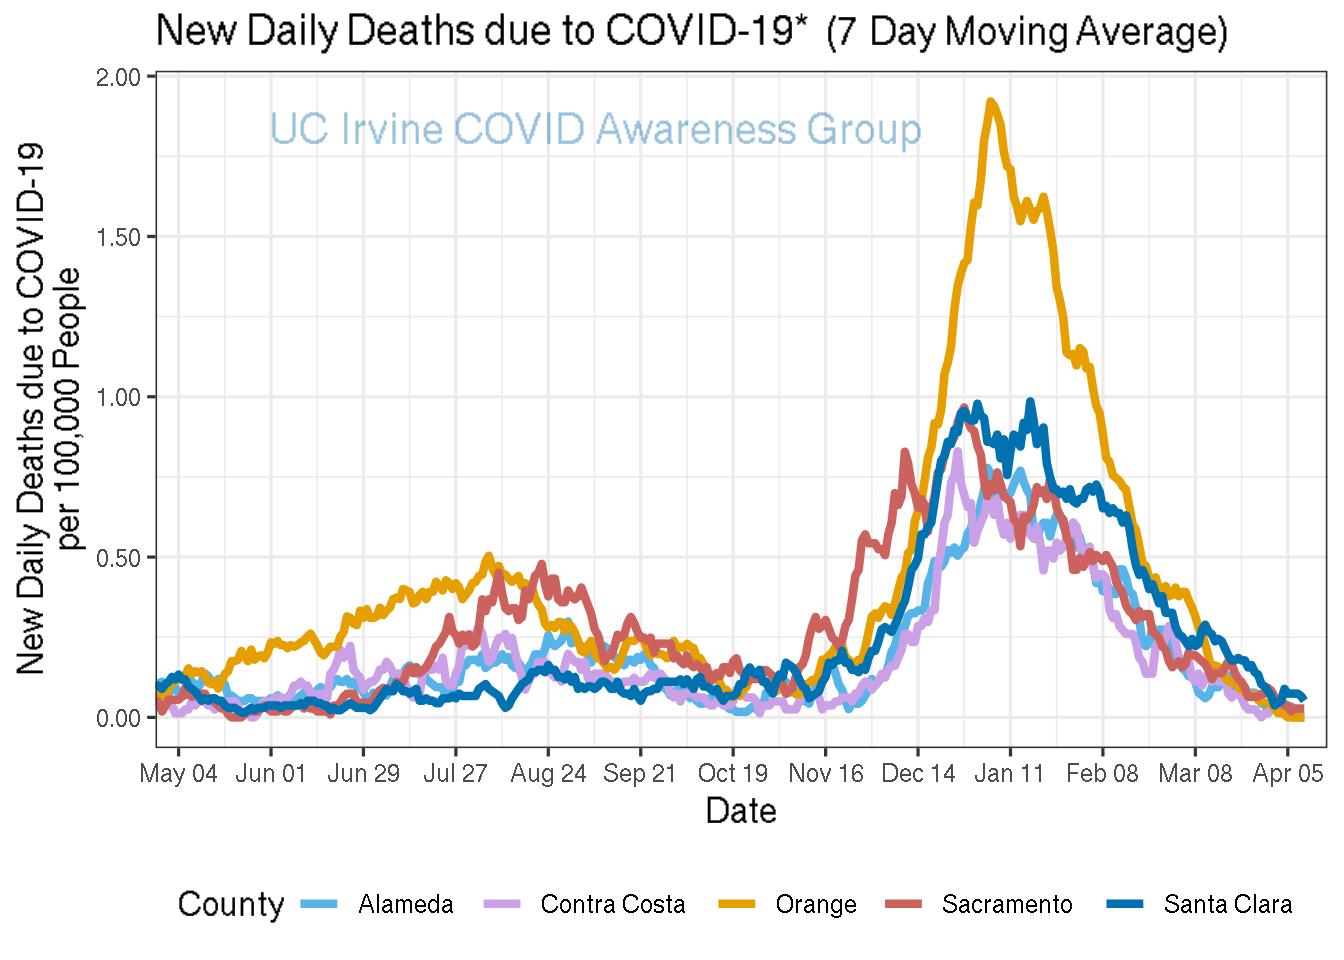 New Daily Deaths due to COVID-19* (7 Day Moving Average)
UC Irvine COVID Awareness Group
New Daily Deaths due to COVID-19
per 100,000 People
2.00
1.50
1.00
0.50
0.00
May 04 Jun 01 Jun 29 Jul 27 Aug 24 Sep 21 Oct 19 Nov 16 Dec 14 Jan 11 Feb 08 Mar 08 Apr 05
Date
County Alameda Contra Costa Orange Sacramento Santa Clara